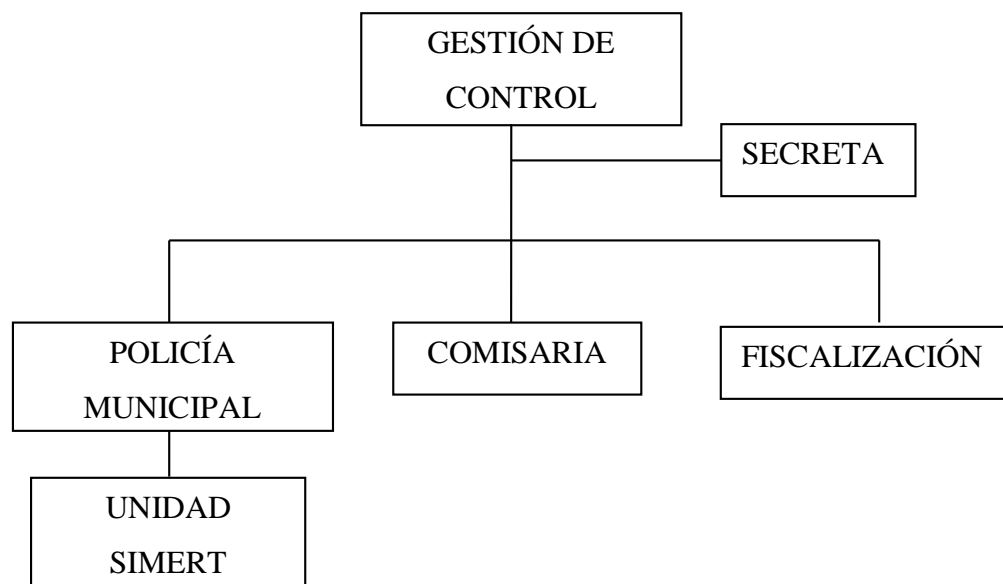 GESTIÓN DE
CONTROL
SECRETA
POLICÍA
MUNICIPAL
COMISARIA
FISCALIZACIÓN
UNIDAD
SIMERT